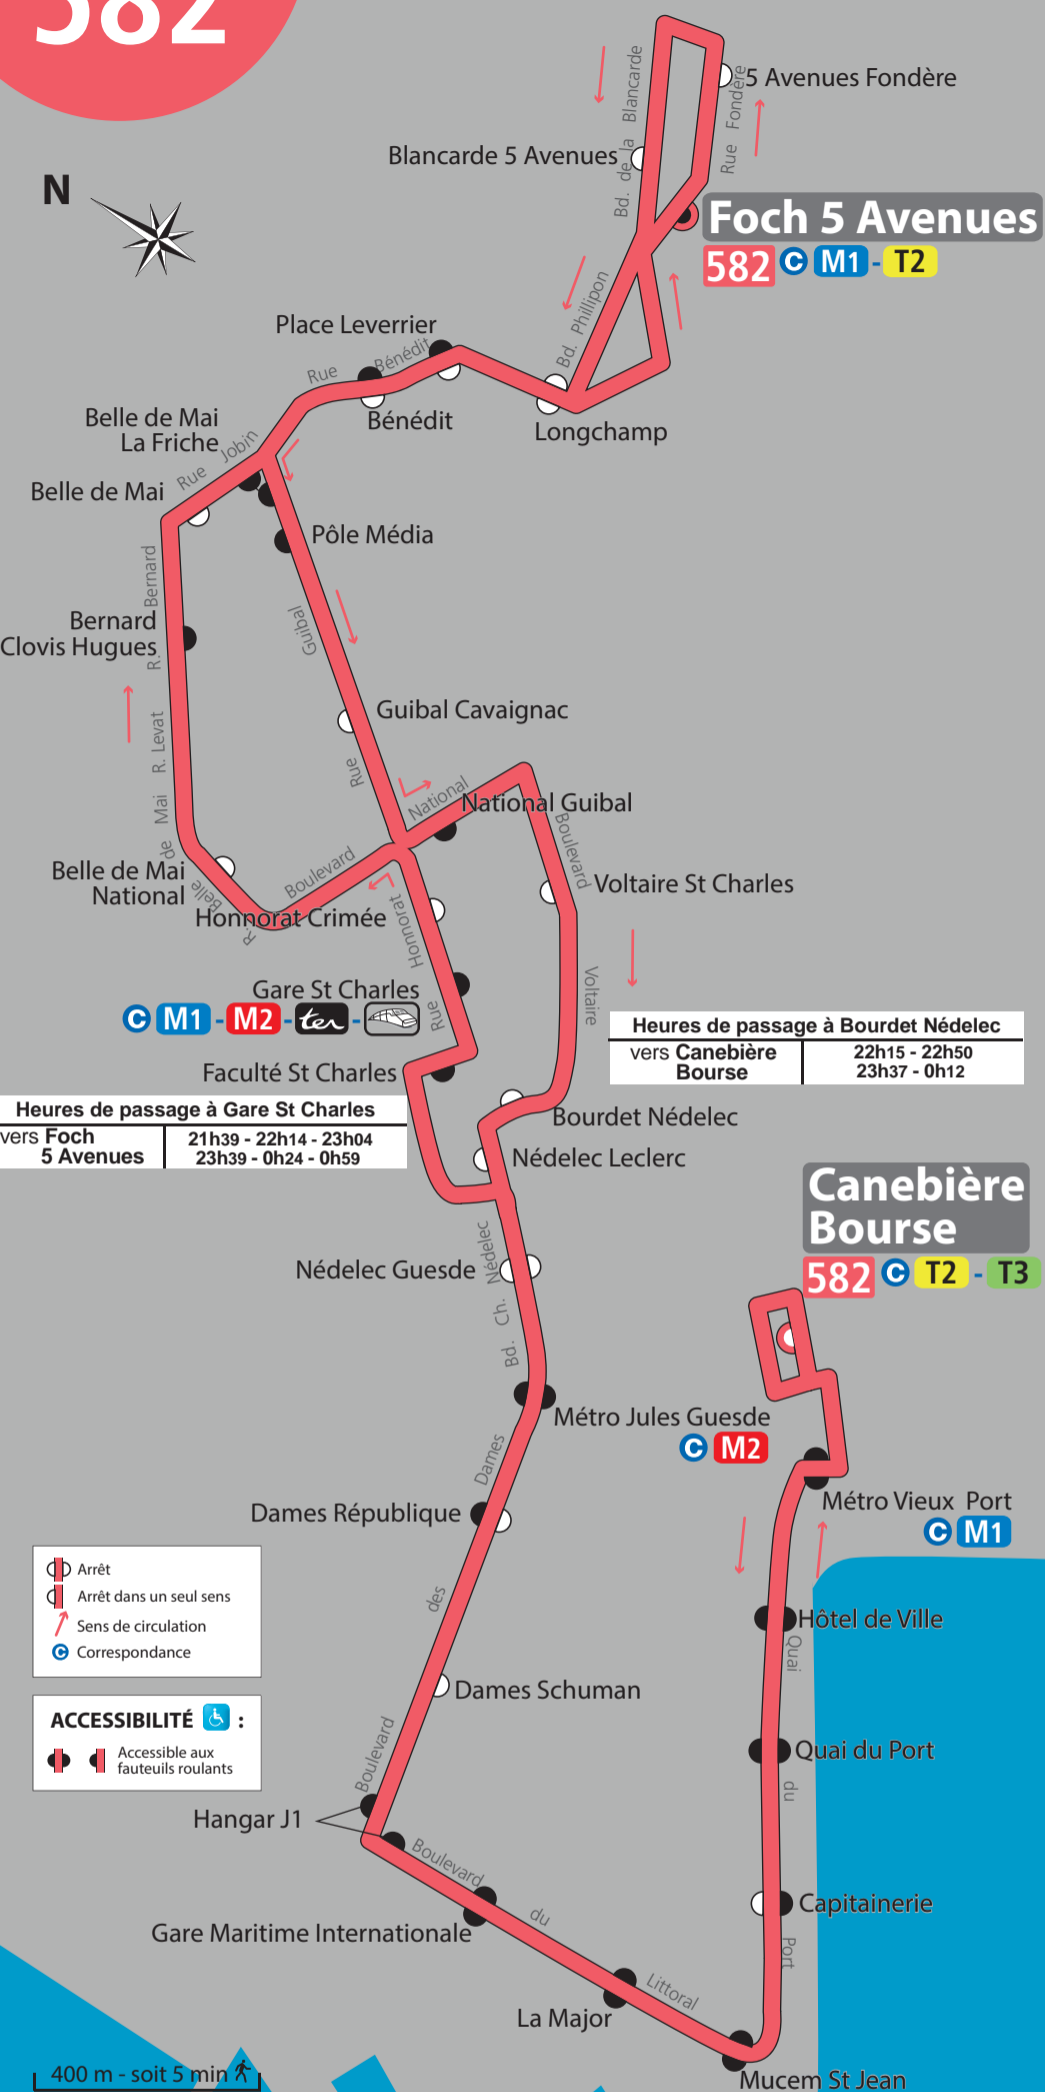 582
5 Avenues Fondère
Bd. de la Blancarde
Rue Fondère
Blancarde 5 Avenues
N
Foch 5 Avenues
582 C M1 - T2
Bd. Phillipon
Place Leverrier
Rue Bénédit
Bénédit
Longchamp
Belle de Mai
La Friche
Rue Jobin
Belle de Mai
Pôle Média
R. Bernard
Bernard
Clovis Hugues
Guibal
Guibal Cavaignac
R. Levat
Rue
National
National Guibal
Boulevard
R. Belle de Mai
Belle de Mai
National
Boulevard
Voltaire St Charles
Honnorat Crimée
Honnorat
Gare St Charles
C M1 - M2 - ter -
Rue
Voltaire
Heures de passage à Bourdet Nédelec
vers Canebière
Bourse
22h15 - 22h50
23h37 - 0h12
Faculté St Charles
Heures de passage à Gare St Charles
vers Foch
5 Avenues
21h39 - 22h14 - 23h04
23h39 - 0h24 - 0h59
Bourdet Nédelec
Nédelec Leclerc
Canebière
Bourse
582 C T2 - T3
Nédelec Guesde
Bd. Ch. Nédelec
Métro Jules Guesde
C M2
Dames
Métro Vieux Port
C M1
Dames République
Arrêt
Arrêt dans un seul sens
Sens de circulation
C Correspondance
des
Hôtel de Ville
Quai
Dames Schuman
ACCESSIBILITÉ :
Accessible aux
fauteuils roulants
Boulevard
Quai du Port
du
Hangar J1
Boulevard
Capitainerie
du
Gare Maritime Internationale
Port
Littoral
La Major
400 m - soit 5 min
Mucem St Jean